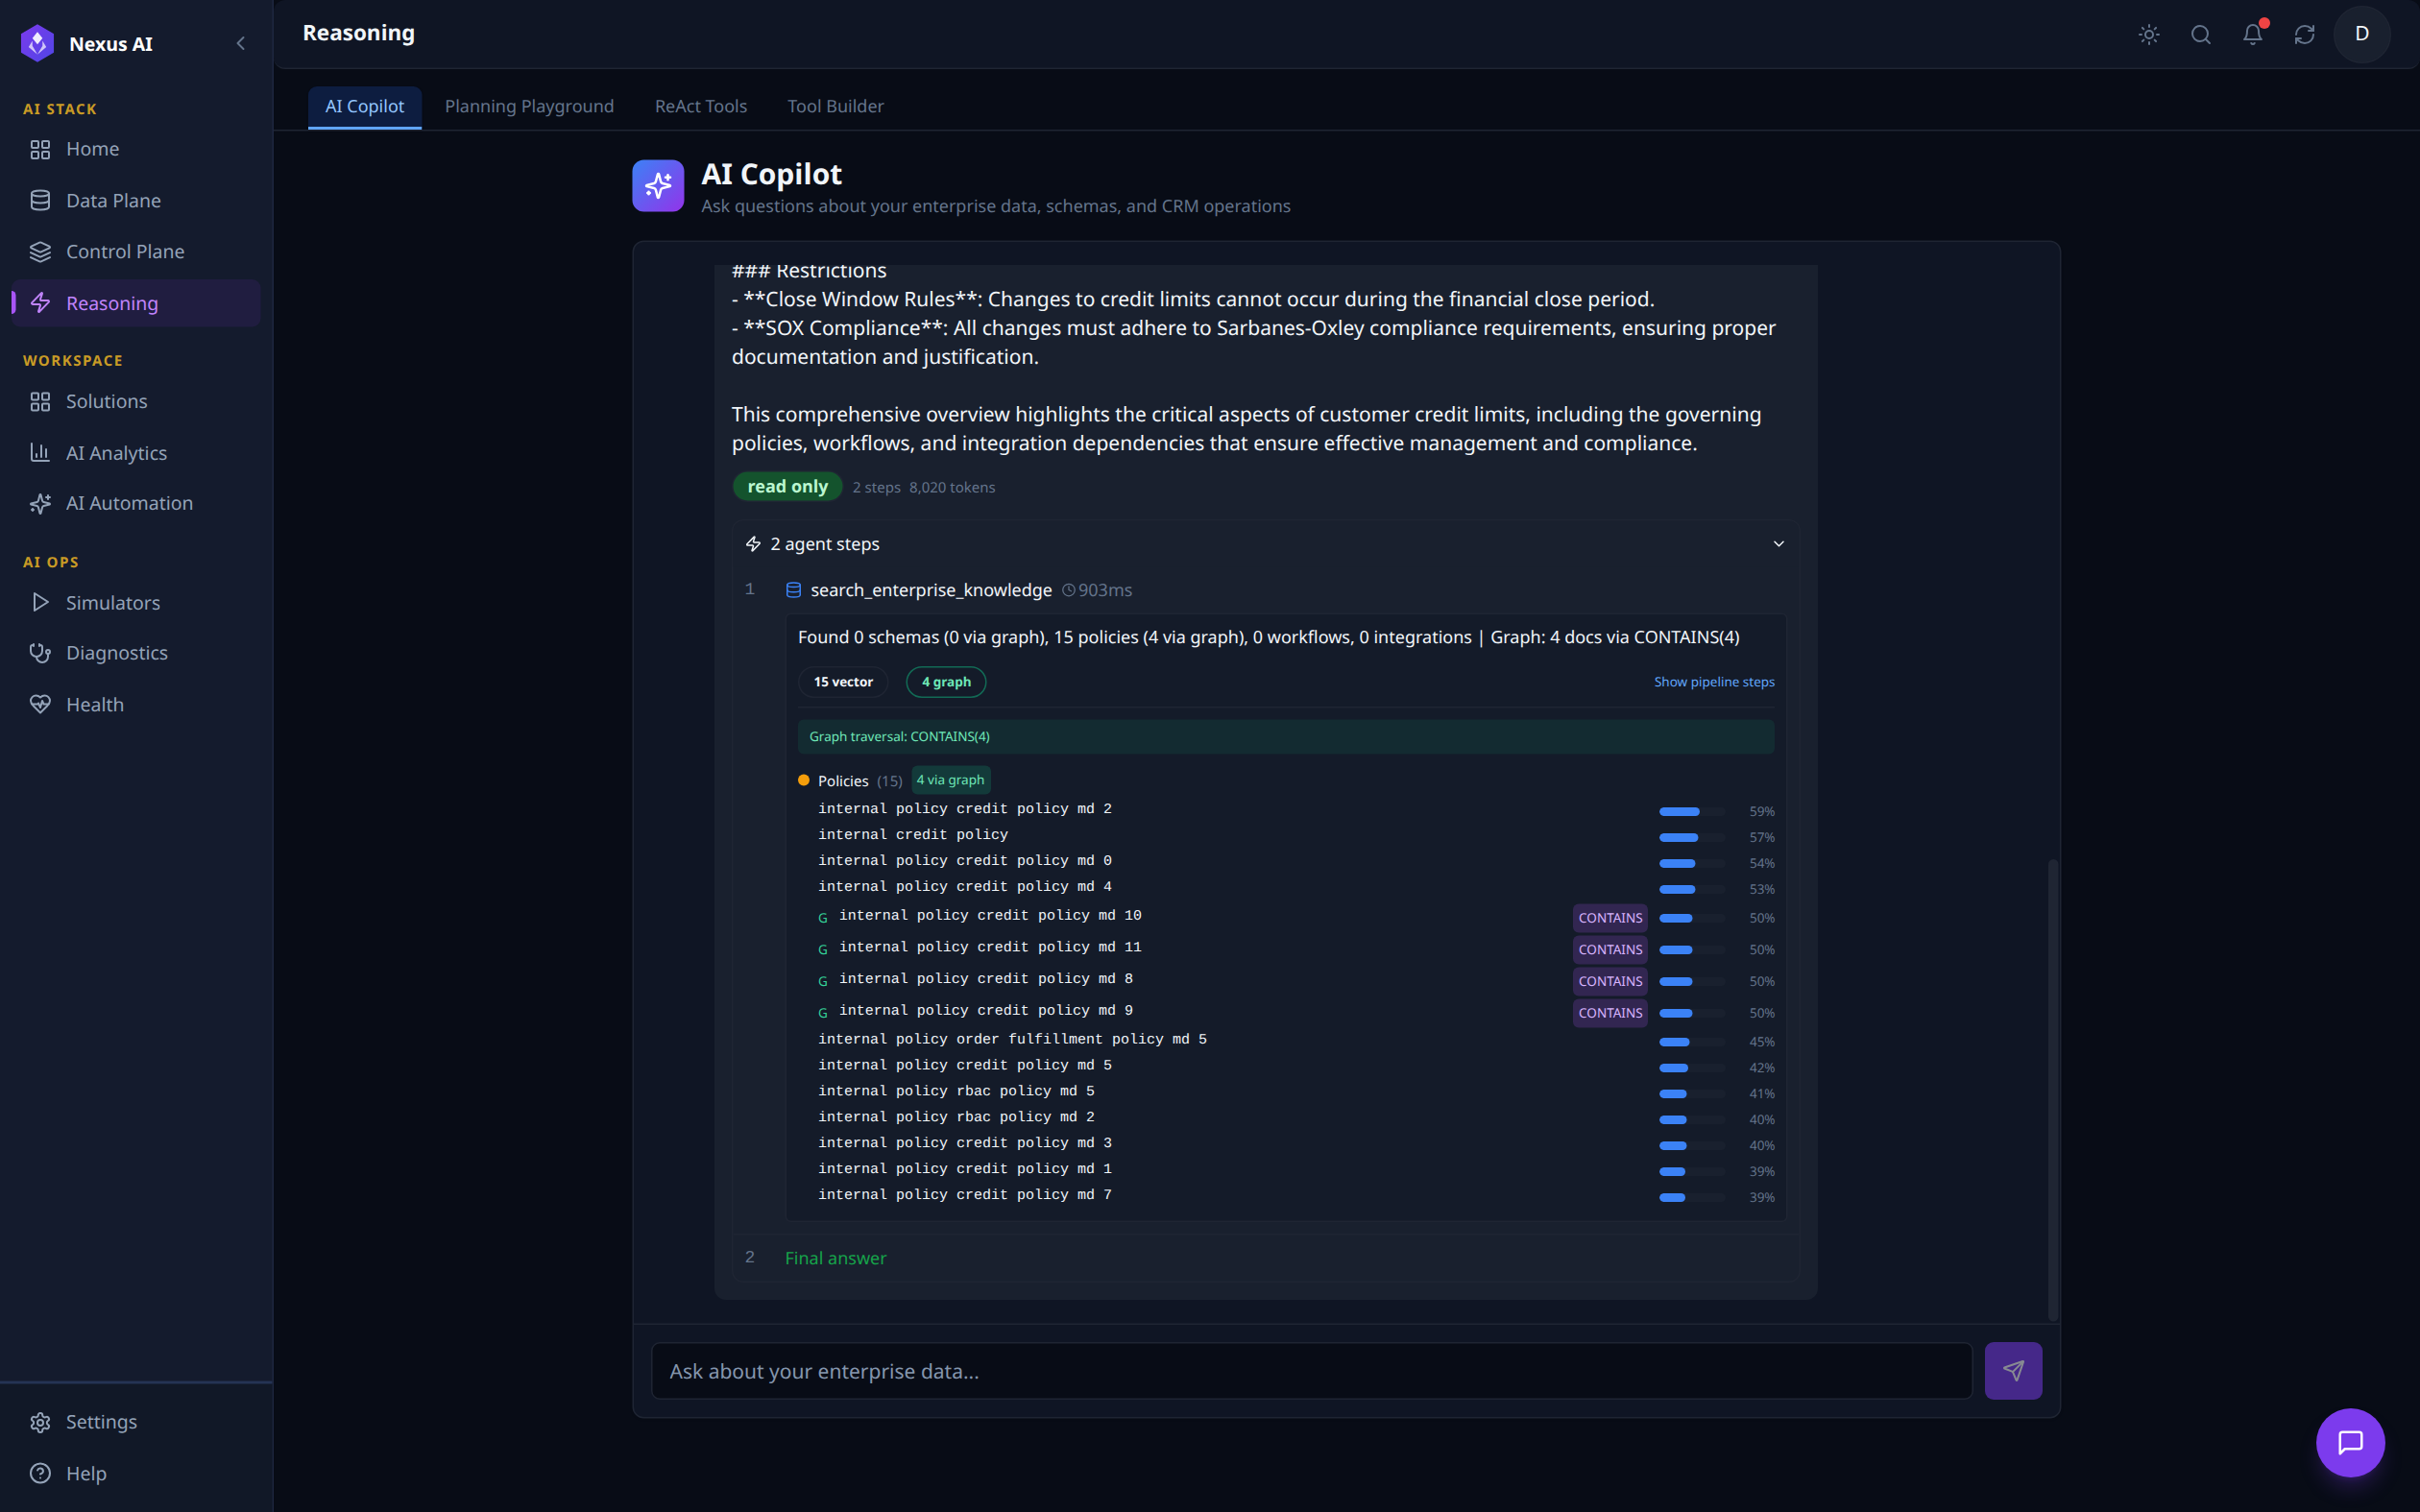 Nexus AI
AI STACK
Home
Data Plane
Control Plane
Reasoning
WORKSPACE
Solutions
AI Analytics
AI Automation
AI OPS
Simulators
Diagnostics
Health
Settings
Help
Reasoning
D
AI Copilot
Planning Playground
ReAct Tools
Tool Builder
AI Copilot
Ask questions about your enterprise data, schemas, and CRM operations
### Restrictions
- **Close Window Rules**: Changes to credit limits cannot occur during the financial close period.
- **SOX Compliance**: All changes must adhere to Sarbanes-Oxley compliance requirements, ensuring proper
documentation and justification.
This comprehensive overview highlights the critical aspects of customer credit limits, including the governing
policies, workflows, and integration dependencies that ensure effective management and compliance.
read only 2 steps 8,020 tokens
2 agent steps
1 search_enterprise_knowledge 903ms
Found 0 schemas (0 via graph), 15 policies (4 via graph), 0 workflows, 0 integrations | Graph: 4 docs via CONTAINS(4)
15 vector 4 graph Show pipeline steps
Graph traversal: CONTAINS(4)
Policies (15) 4 via graph
internal policy credit policy md 2 59%
internal credit policy 57%
internal policy credit policy md 0 54%
internal policy credit policy md 4 53%
G internal policy credit policy md 10 CONTAINS 50%
G internal policy credit policy md 11 CONTAINS 50%
G internal policy credit policy md 8 CONTAINS 50%
G internal policy credit policy md 9 CONTAINS 50%
internal policy order fulfillment policy md 5 45%
internal policy credit policy md 5 42%
internal policy rbac policy md 5 41%
internal policy rbac policy md 2 40%
internal policy credit policy md 3 40%
internal policy credit policy md 1 39%
internal policy credit policy md 7 39%
2 Final answer
Ask about your enterprise data...